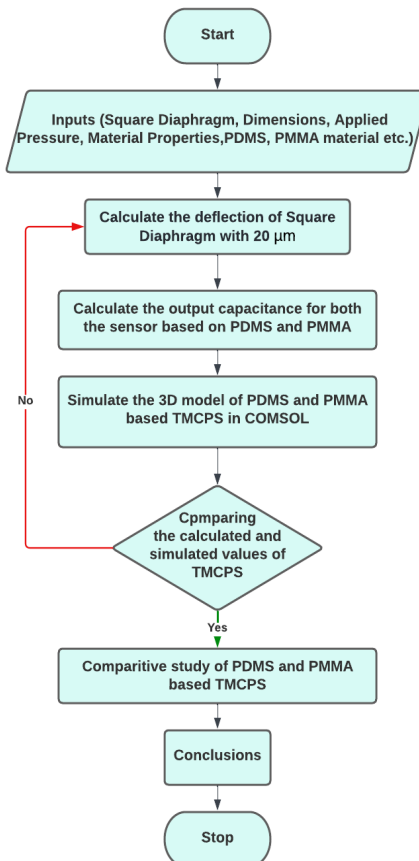 Start
Inputs (Square Diaphragm, Dimensions, Applied
Pressure, Material Properties,PDMS, PMMA material etc.)
Calculate the deflection of Square
Diaphragm with 20 μm
Calculate the output capacitance for both
the sensor based on PDMS and PMMA
No
Simulate the 3D model of PDMS and PMMA
based TMCPS in COMSOL
Cpmparing
the calculated and
simulated values of
TMCPS
Yes
Comparitive study of PDMS and PMMA
based TMCPS
Conclusions
Stop